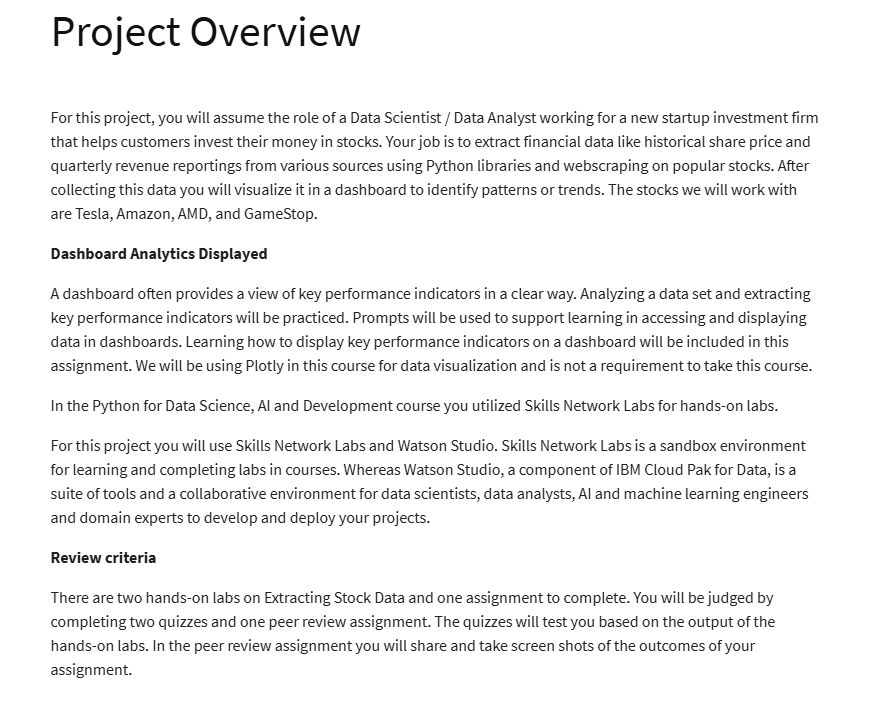 Project Overview
For this project, you will assume the role of a Data Scientist / Data Analyst working for a new startup investment firm
that helps customers invest their money in stocks. Your job is to extract financial data like historical share price and
quarterly revenue reportings from various sources using Python libraries and webscraping on popular stocks. After
collecting this data you will visualize it in a dashboard to identify patterns or trends. The stocks we will work with
are Tesla, Amazon, AMD, and GameStop.
Dashboard Analytics Displayed
A dashboard often provides a view of key performance indicators in a clear way. Analyzing a data set and extracting
key performance indicators will be practiced. Prompts will be used to support learning in accessing and displaying
data in dashboards. Learning how to display key performance indicators on a dashboard will be included in this
assignment. We will be using Plotly in this course for data visualization and is not a requirement to take this course.
In the Python for Data Science, AI and Development course you utilized Skills Network Labs for hands-on labs.
For this project you will use Skills Network Labs and Watson Studio. Skills Network Labs is a sandbox environment
for learning and completing labs in courses. Whereas Watson Studio, a component of IBM Cloud Pak for Data, is a
suite of tools and a collaborative environment for data scientists, data analysts, AI and machine learning engineers
and domain experts to develop and deploy your projects.
Review criteria
There are two hands-on labs on Extracting Stock Data and one assignment to complete. You will be judged by
completing two quizzes and one peer review assignment. The quizzes will test you based on the output of the
hands-on labs. In the peer review assignment you will share and take screen shots of the outcomes of your
assignment.